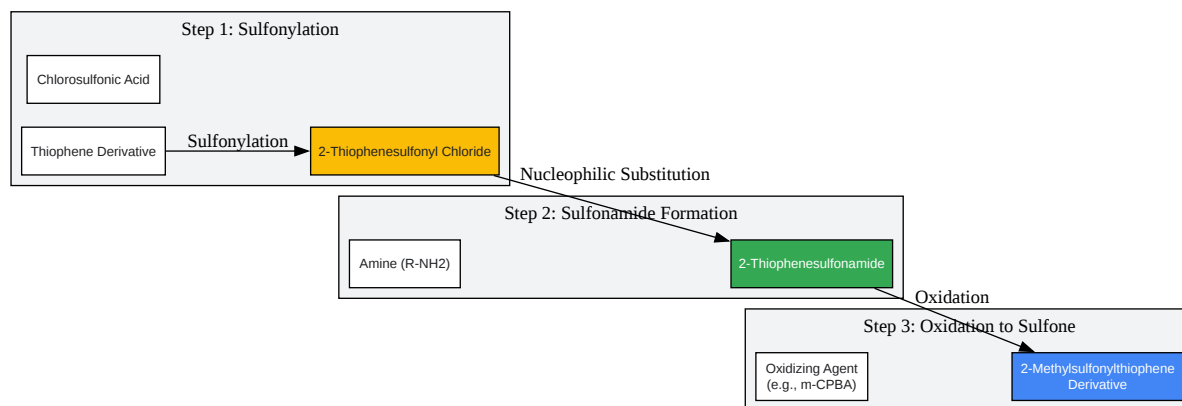 Step 1: Sulfonylation
Chlorosulfonic Acid
Thiophene Derivative
Sulfonylation
2-Thiophenesulfonyl Chloride
Nucleophilic Substitution
Step 2: Sulfonamide Formation
Amine (R-NH2)
2-Thiophenesulfonamide
Oxidation
Step 3: Oxidation to Sulfone
Oxidizing Agent
(e.g., m-CPBA)
2-Methylsulfonylthiophene
Derivative